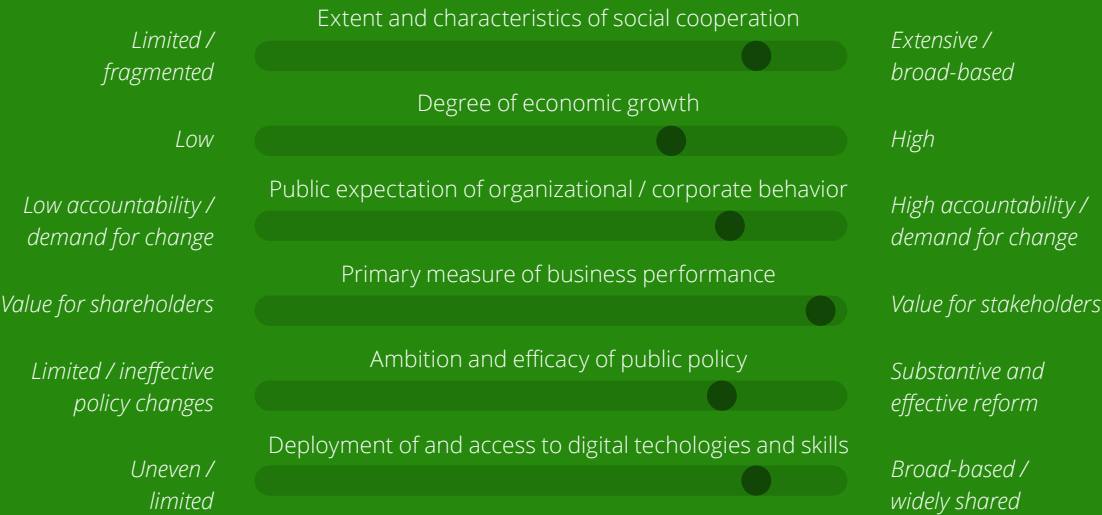 Extent and characteristics of social cooperation
Limited /
fragmented
Extensive /
broad-based
Degree of economic growth
Low
High
Public expectation of organizational / corporate behavior
Low accountability /
demand for change
High accountability /
demand for change
Primary measure of business performance
Value for shareholders
Value for stakeholders
Ambition and efficacy of public policy
Limited / ineffective
policy changes
Substantive and
effective reform
Deployment of and access to digital techologies and skills
Uneven /
limited
Broad-based /
widely shared